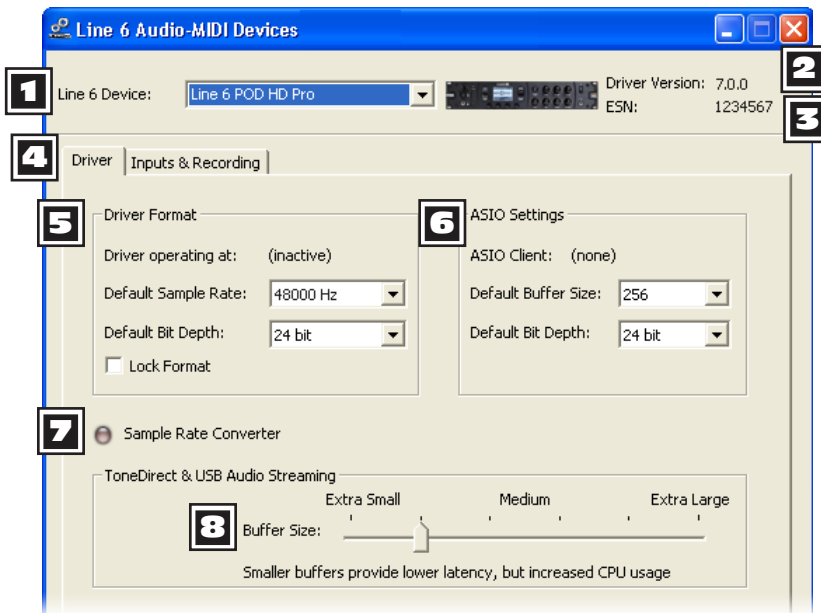 Line 6 Audio-MIDI Devices
1
Line 6 Device:
Line 6 POD HD Pro
Driver Version: 7.0.0
2
ESN: 1234567
3
4
Driver
Inputs & Recording
5
Driver Format
Driver operating at: (inactive)
Default Sample Rate: 48000 Hz
Default Bit Depth: 24 bit
Lock Format
6
ASIO Settings
ASIO Client: (none)
Default Buffer Size: 256
Default Bit Depth: 24 bit
7
Sample Rate Converter
ToneDirect & USB Audio Streaming
Extra Small Medium Extra Large
8
Buffer Size:
Smaller buffers provide lower latency, but increased CPU usage